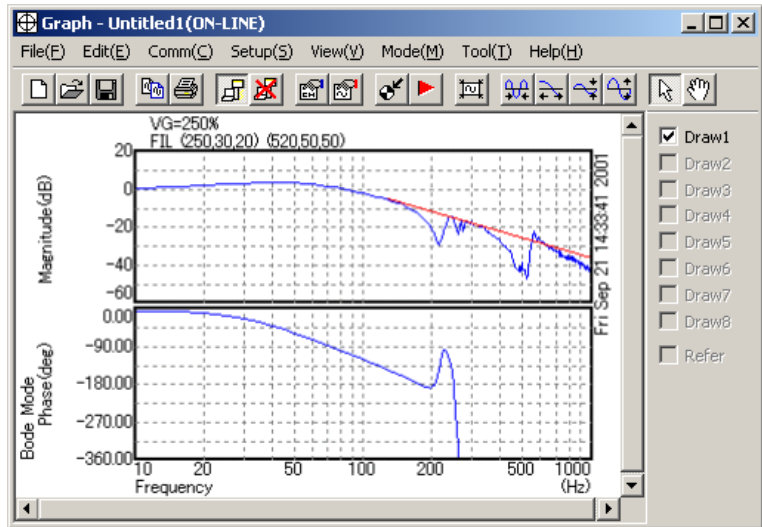 Graph - Untitled1(ON-LINE)
File(F) Edit(E) Comm(C) Setup(S) View(V) Mode(M) Tool(T) Help(H)
VG=250%
FIL (250,30,20) (520,50,50)
20
0
-20
-40
-60
Magnitude(dB)
Fri Sep 21 14:33:41 2001
0.00
-90.00
-180.00
-270.00
-360.00
Bode Mode
Phase(deg)
10 20 50 100 200 500 1000
Frequency (Hz)
Draw1
Draw2
Draw3
Draw4
Draw5
Draw6
Draw7
Draw8
Refer